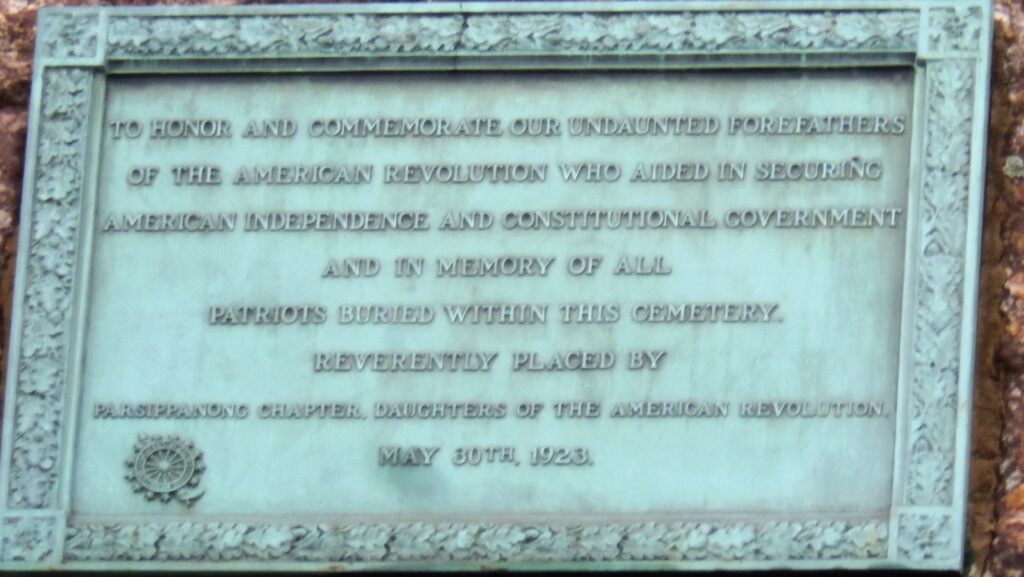 TO HONOR AND COMMEMORATE OUR UNDAUNTED FOREFATHERS
OF THE AMERICAN REVOLUTION WHO AIDED IN SECURING
AMERICAN INDEPENDENCE AND CONSTITUTIONAL GOVERNMENT
AND IN MEMORY OF ALL
PATRIOTS BURIED WITHIN THIS CEMETERY.
REVERENTLY PLACED BY
PARSIPPANONG CHAPTER, DAUGHTERS OF THE AMERICAN REVOLUTION,
MAY 30TH, 1923.